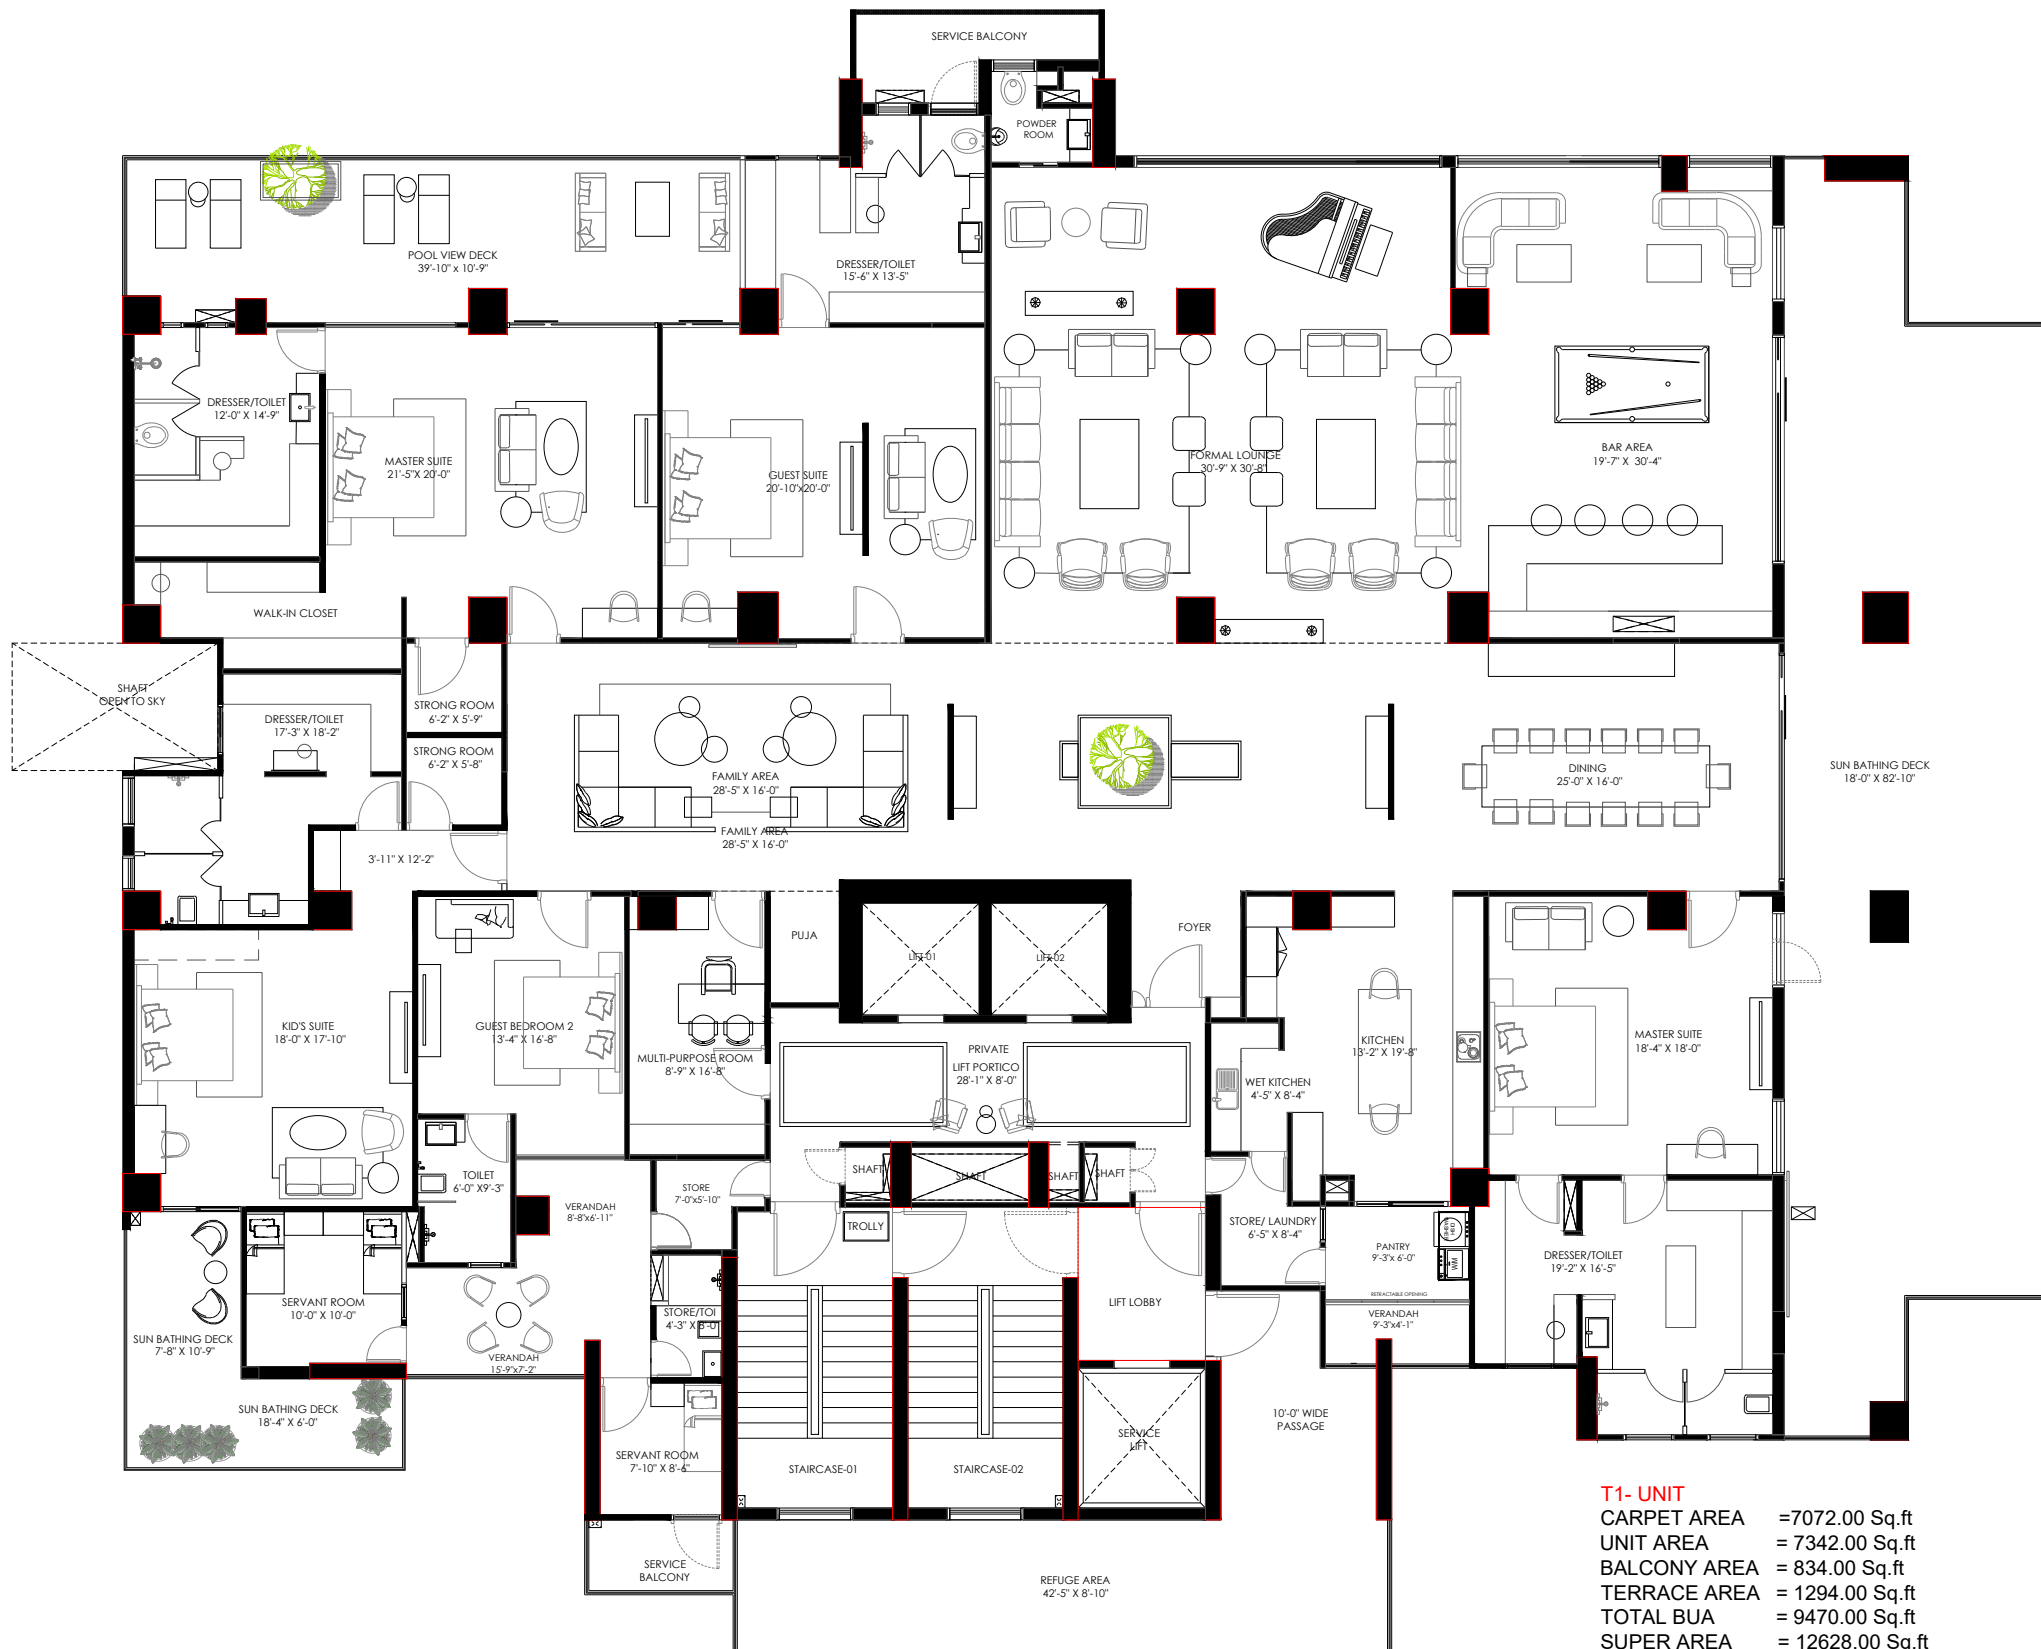 SERVICE BALCONY
POWDER
ROOM
POOL VIEW DECK
39'-10" x 10'-9"
DRESSER/TOILET
15'-6" X 13'-5"
DRESSER/TOILET
12'-0" X 14'-9"
MASTER SUITE
21'-5"X 20'-0"
GUEST SUITE
20'-10"x20'-0"
FORMAL LOUNGE
30'-9" X 30'-8"
BAR AREA
19'-7" X 30'-4"
WALK-IN CLOSET
SHAFT
OPEN TO SKY
DRESSER/TOILET
17'-3" X 18'-2"
STRONG ROOM
6'-2" X 5'-9"
STRONG ROOM
6'-2" X 5'-8"
FAMILY AREA
28'-5" X 16'-0"
FAMILY AREA
28'-5" X 16'-0"
DINING
25'-0" X 16'-0"
SUN BATHING DECK
18'-0" X 82'-10"
3'-11" X 12'-2"
PUJA
LIFT-01
LIFT-02
FOYER
KID'S SUITE
18'-0" X 17'-10"
GUEST BEDROOM 2
13'-4" X 16'-8"
MULTI-PURPOSE ROOM
8'-9" X 16'-8"
PRIVATE
LIFT PORTICO
28'-1" X 8'-0"
WET KITCHEN
4'-5" X 8'-4"
KITCHEN
13'-2" X 19'-8"
MASTER SUITE
18'-4" X 18'-0"
TOILET
6'-0" X9'-3"
VERANDAH
8'-8"x6'-11"
STORE
7'-0"x5'-10"
SHAFT
SHAFT
SHAFT
SHAFT
TROLLY
STORE/ LAUNDRY
6'-5" X 8'-4"
PANTRY
9'-3"x 6'-0"
DISH
WASHER
WM
RETRACTABLE OPENING
VERANDAH
9'-3"x4'-1"
DRESSER/TOILET
19'-2" X 16'-5"
SERVANT ROOM
10'-0" X 10'-0"
SUN BATHING DECK
7'-8" X 10'-9"
VERANDAH
15'-9"x7'-2"
STORE/TOI
4'-3" X 8'-0"
LIFT LOBBY
SUN BATHING DECK
18'-4" X 6'-0"
SERVANT ROOM
7'-10" X 8'-6"
STAIRCASE-01
STAIRCASE-02
SERVICE
LIFT
10'-0" WIDE
PASSAGE
SERVICE
BALCONY
REFUGE AREA
42'-5" X 8'-10"
T1- UNIT
CARPET AREA =7072.00 Sq.ft
UNIT AREA = 7342.00 Sq.ft
BALCONY AREA = 834.00 Sq.ft
TERRACE AREA = 1294.00 Sq.ft
TOTAL BUA = 9470.00 Sq.ft
SUPER AREA = 12628.00 Sq.ft